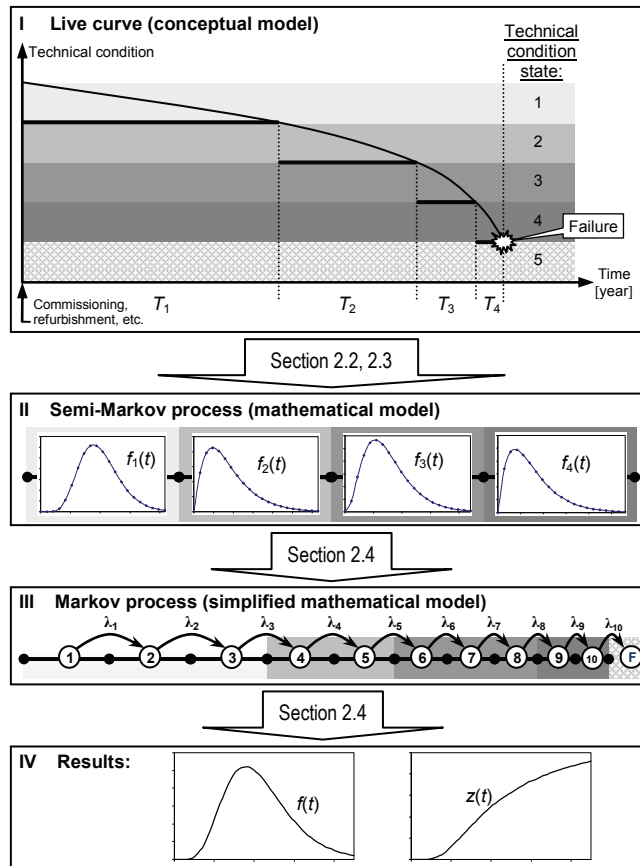 I Live curve (conceptual model)
Technical condition
Technical
condition
state:
1
2
3
4
Failure
5
Time
[year]
Commissioning,
refurbishment, etc.
T1 T2 T3 T4
Section 2.2, 2.3
II Semi-Markov process (mathematical model)
f1(t) f2(t) f3(t) f4(t)
Section 2.4
III Markov process (simplified mathematical model)
λ1 λ2 λ3 λ4 λ5 λ6 λ7 λ8 λ9 λ10
1 2 3 4 5 6 7 8 9 10 F
Section 2.4
IV Results:
f(t) z(t)